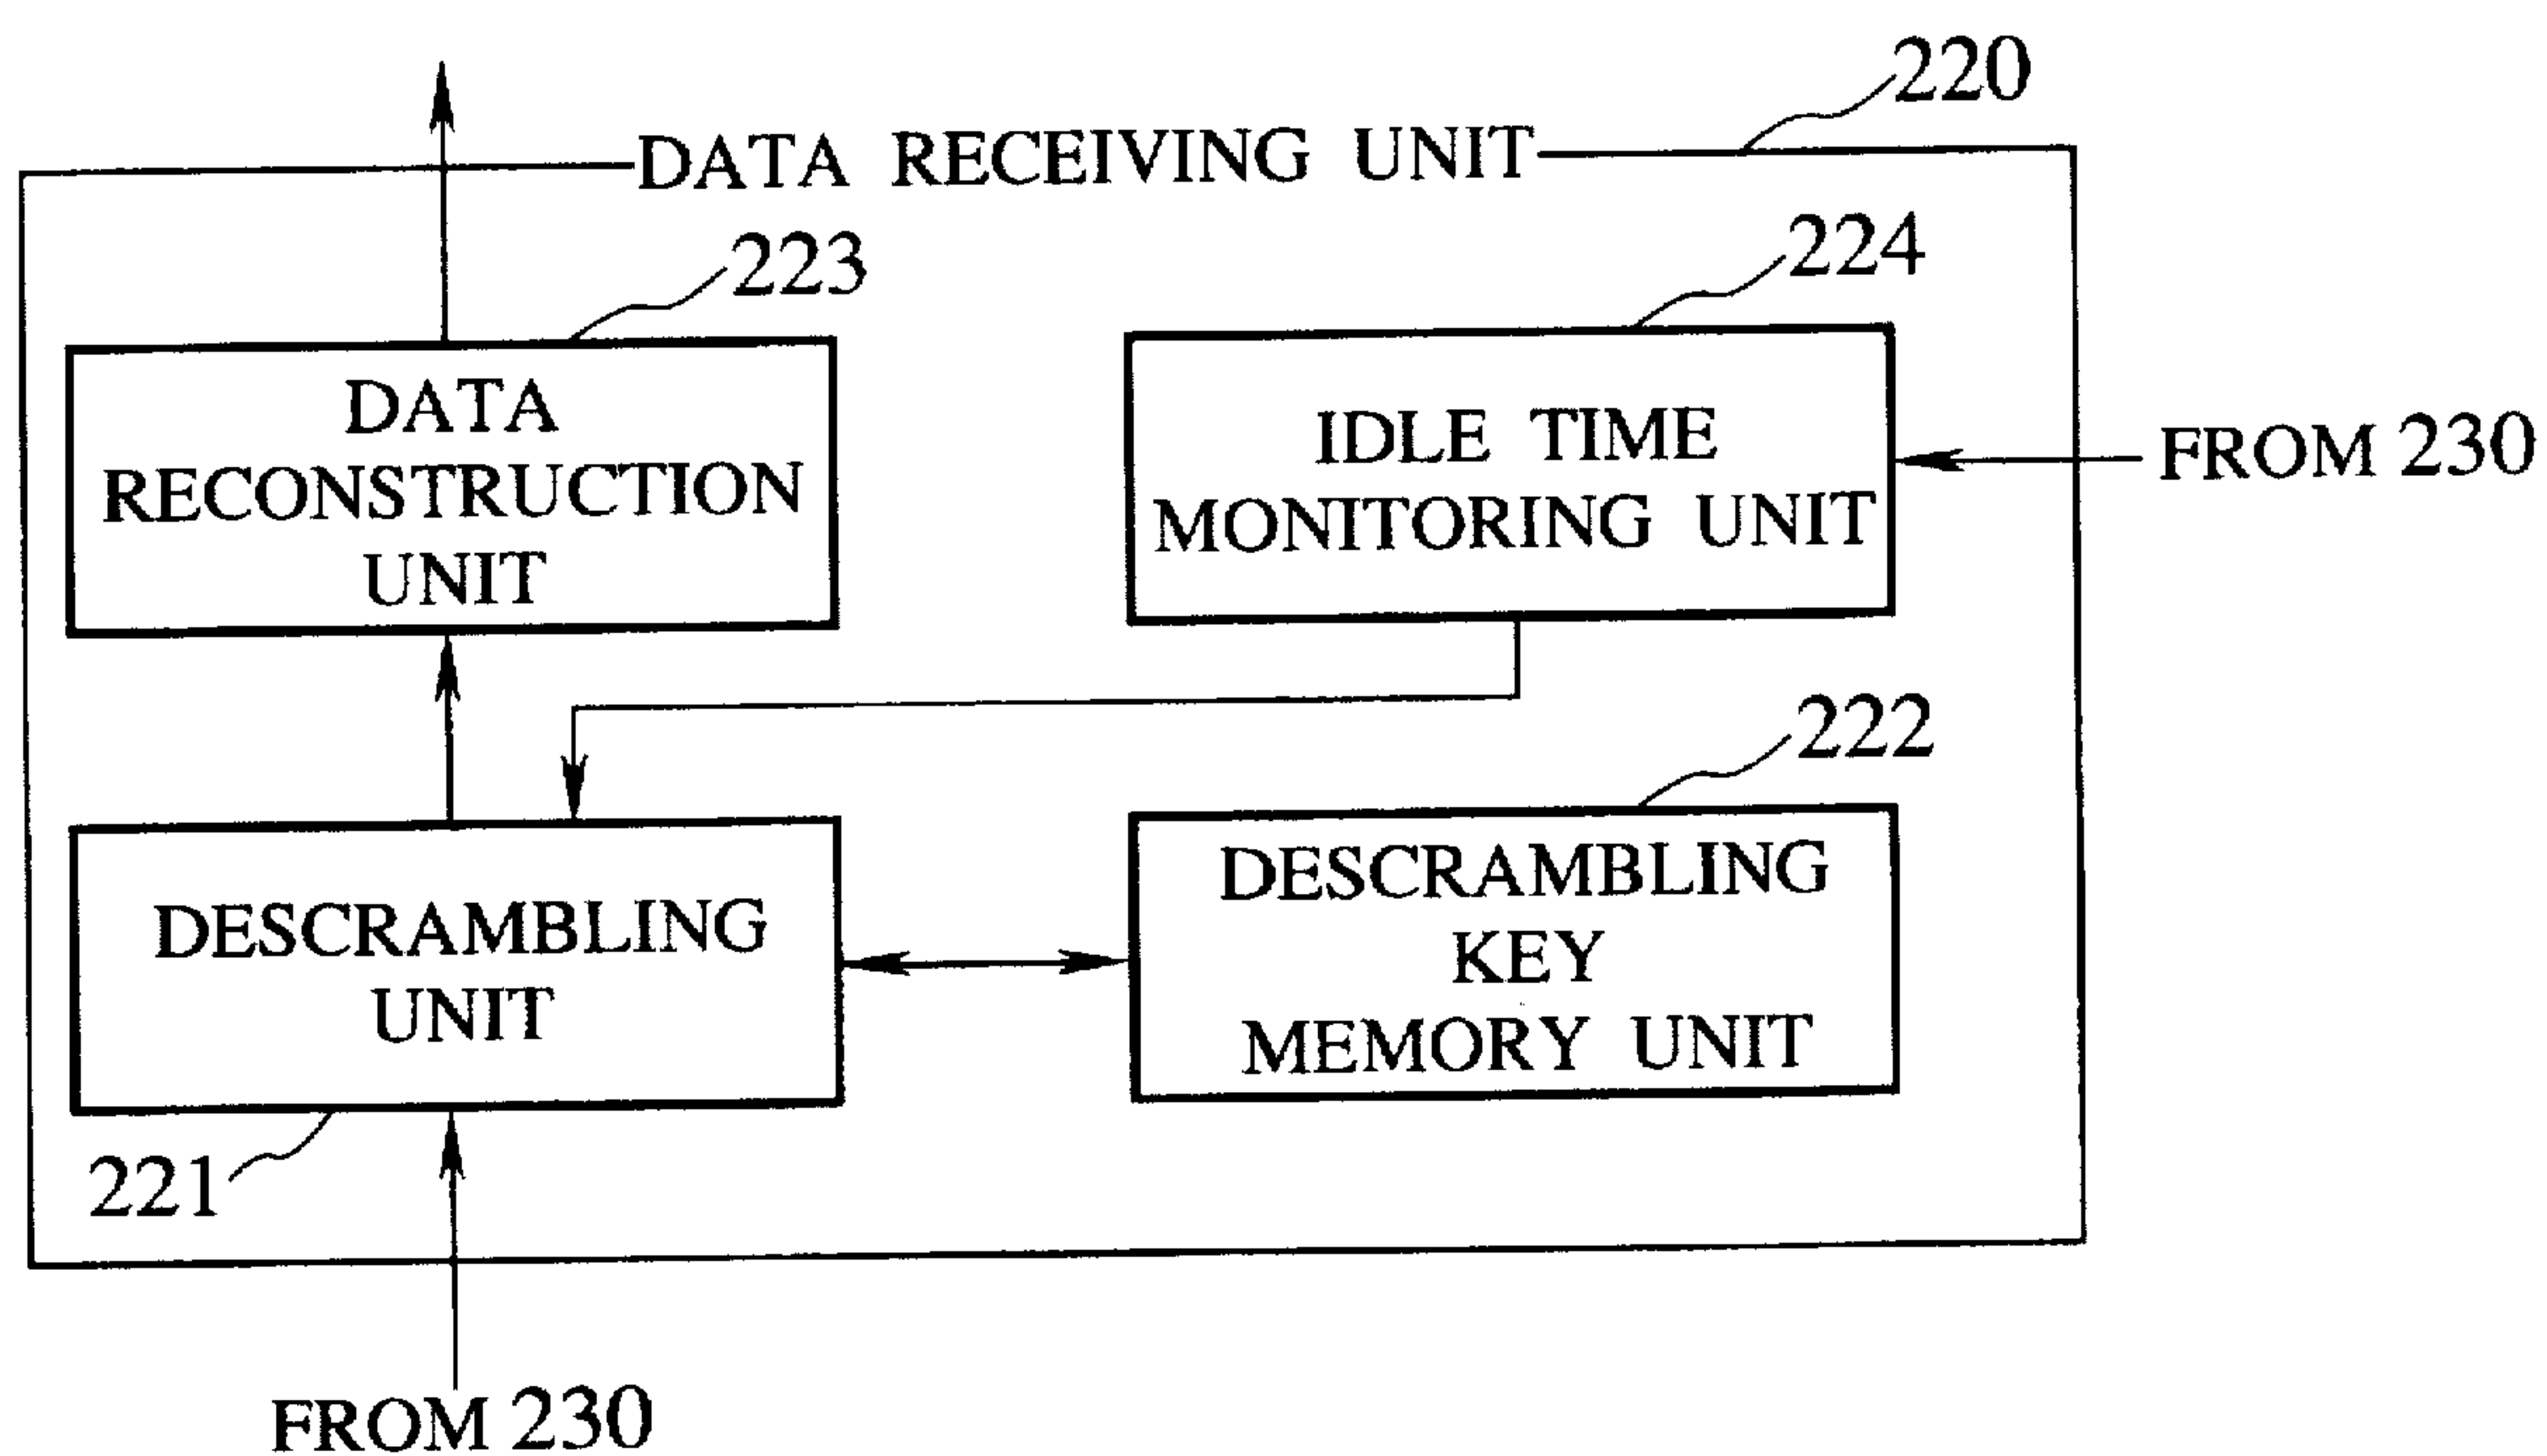 220
DATA RECEIVING UNIT
223
224
DATA
RECONSTRUCTION
UNIT
IDLE TIME
MONITORING UNIT
FROM 230
222
DESCRAMBLING
UNIT
DESCRAMBLING
KEY
MEMORY UNIT
221
FROM 230